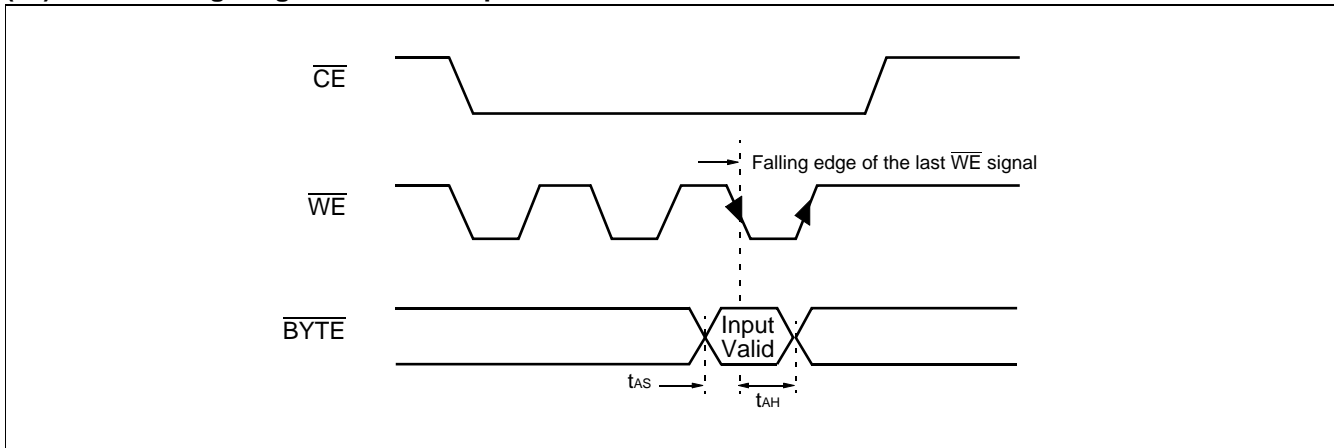 CE
Falling edge of the last WE signal
WE
BYTE
Input
Valid
tAS
tAH